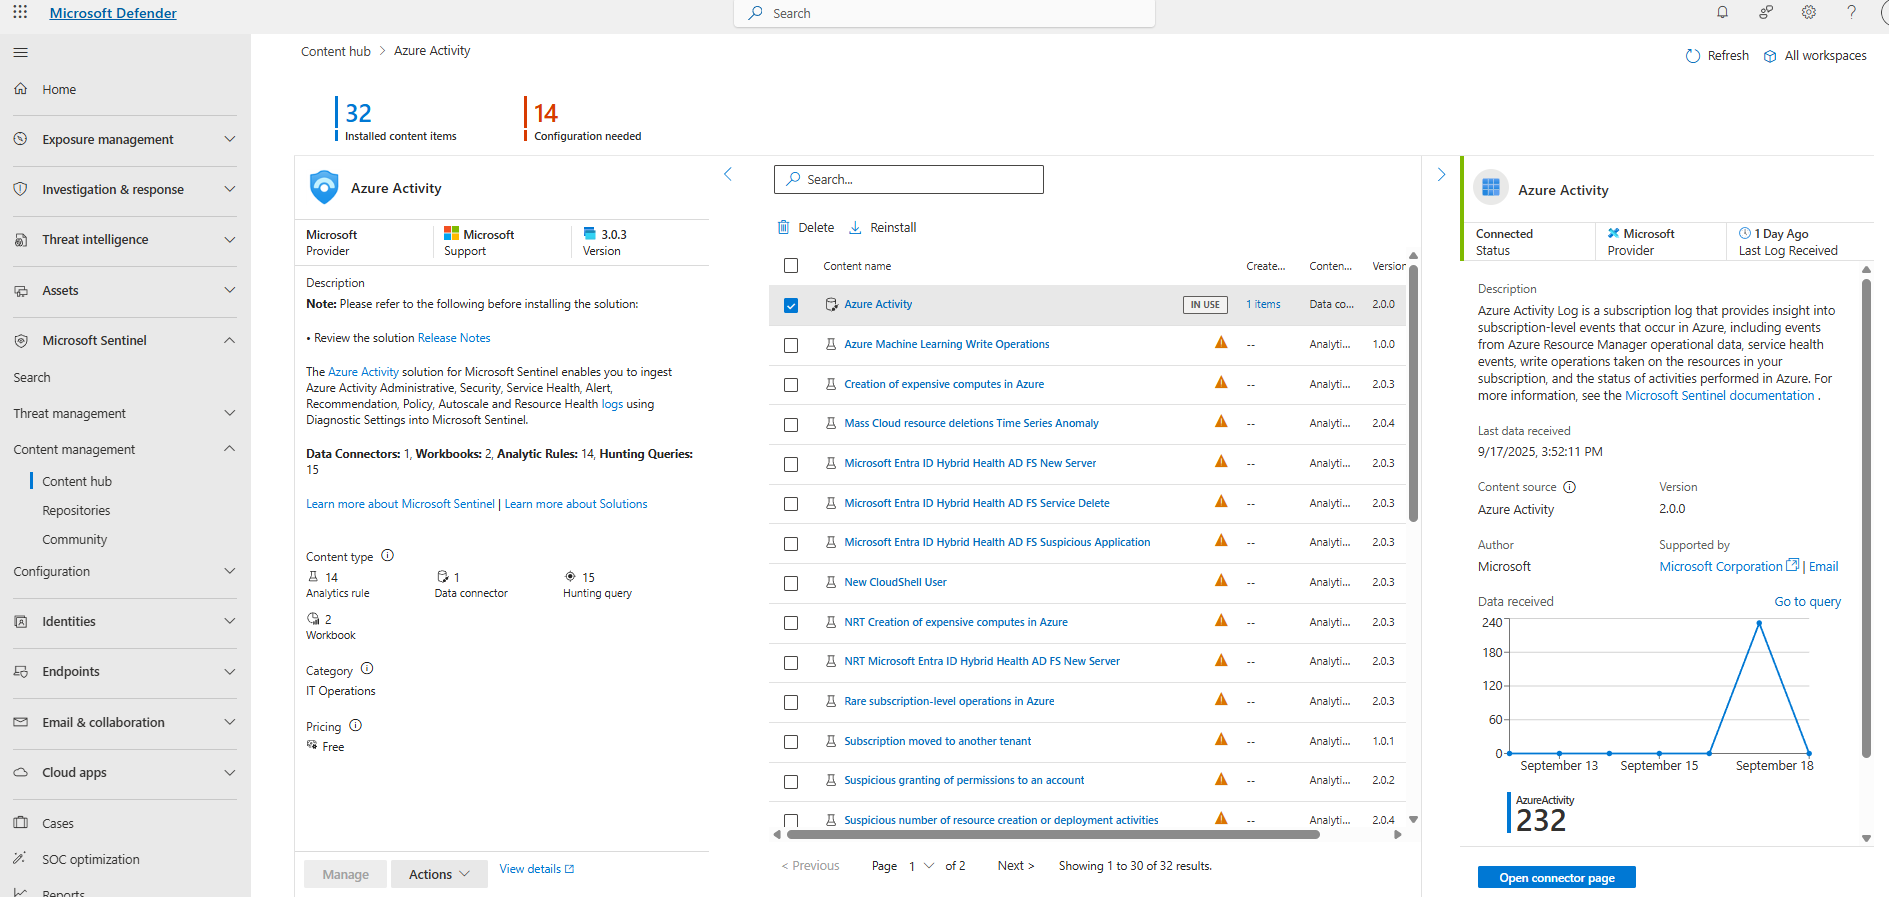 Microsoft Defender
Search
Home
Exposure management
Investigation & response
Threat intelligence
Assets
Microsoft Sentinel
Search
Threat management
Content management
Content hub
Repositories
Community
Configuration
Identities
Endpoints
Email & collaboration
Cloud apps
Cases
SOC optimization
Reports
Content hub > Azure Activity
Refresh
All workspaces
32
Installed content items
14
Configuration needed
Azure Activity
Microsoft
Provider
Microsoft
Support
3.0.3
Version
Description
Note: Please refer to the following before installing the solution:
• Review the solution Release Notes
The Azure Activity solution for Microsoft Sentinel enables you to ingest
Azure Activity Administrative, Security, Service Health, Alert,
Recommendation, Policy, Autoscale and Resource Health logs using
Diagnostic Settings into Microsoft Sentinel.
Data Connectors: 1, Workbooks: 2, Analytic Rules: 14, Hunting Queries:
15
Learn more about Microsoft Sentinel | Learn more about Solutions
Content type
14
Analytics rule
1
Data connector
15
Hunting query
2
Workbook
Category
IT Operations
Pricing
Free
Manage
Actions
View details
Search...
Delete
Reinstall
Content name Create... Conten... Version
Azure Activity IN USE 1 items Data co... 2.0.0
Azure Machine Learning Write Operations -- Analyti... 1.0.0
Creation of expensive computes in Azure -- Analyti... 2.0.3
Mass Cloud resource deletions Time Series Anomaly -- Analyti... 2.0.4
Microsoft Entra ID Hybrid Health AD FS New Server -- Analyti... 2.0.3
Microsoft Entra ID Hybrid Health AD FS Service Delete -- Analyti... 2.0.3
Microsoft Entra ID Hybrid Health AD FS Suspicious Application -- Analyti... 2.0.3
New CloudShell User -- Analyti... 2.0.3
NRT Creation of expensive computes in Azure -- Analyti... 2.0.3
NRT Microsoft Entra ID Hybrid Health AD FS New Server -- Analyti... 2.0.3
Rare subscription-level operations in Azure -- Analyti... 2.0.3
Subscription moved to another tenant -- Analyti... 1.0.1
Suspicious granting of permissions to an account -- Analyti... 2.0.2
Suspicious number of resource creation or deployment activities -- Analyti... 2.0.4
< Previous Page 1 of 2 Next > Showing 1 to 30 of 32 results.
Azure Activity
Connected
Status
Microsoft
Provider
1 Day Ago
Last Log Received
Description
Azure Activity Log is a subscription log that provides insight into
subscription-level events that occur in Azure, including events
from Azure Resource Manager operational data, service health
events, write operations taken on the resources in your
subscription, and the status of activities performed in Azure. For
more information, see the Microsoft Sentinel documentation .
Last data received
9/17/2025, 3:52:11 PM
Content source
Azure Activity
Version
2.0.0
Author
Microsoft
Supported by
Microsoft Corporation | Email
Data received
Go to query
240
180
120
60
0
September 13 September 15 September 18
AzureActivity
232
Open connector page